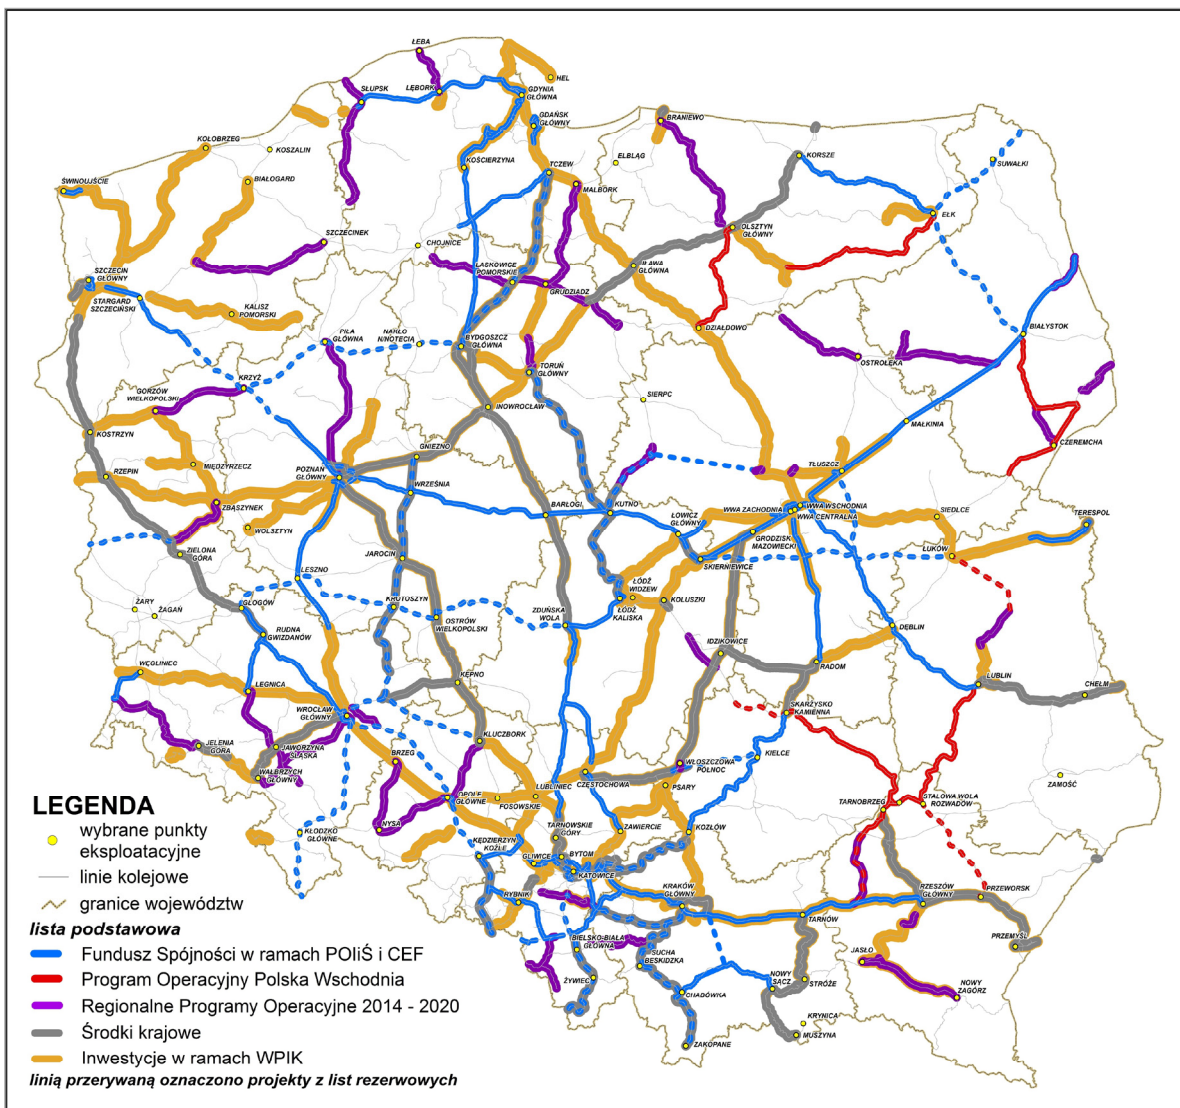 ŁEBA
HEL
SŁUPSK
LĘBORK
GDYNIA
GŁÓWNA
GDAŃSK
GŁÓWNY
BRANIEWO
KOŁOBRZEG
KOSZALIN
KOŚCIERZYNA
TCZEW
ELBLĄG
KORSZE
SUWAŁKI
ŚWINOUJŚCIE
BIAŁOGARD
MALBORK
EŁK
SZCZECINEK
CHOJNICE
OLSZTYN
GŁÓWNY
SZCZECIN
GŁÓWNY
LASKOWICE
POMORSKIE
IŁAWA
GŁÓWNA
GRUDZIĄDZ
STARGARD
SZCZECIŃSKI
KALISZ
POMORSKI
DZIAŁDOWO
BIAŁYSTOK
PIŁA
GŁÓWNA
NAKŁO
N/NOTECIĄ
BYDGOSZCZ
GŁÓWNA
OSTROŁĘKA
TORUŃ
GŁÓWNY
KRZYŻ
GORZÓW
WIELKOPOLSKI
SIERPC
INOWROCŁAW
MAŁKINIA
KOSTRZYN
CZEREMCHA
GNIEZNO
RZEPIN
MIĘDZYRZECZ
POZNAŃ
GŁÓWNY
TŁUSZCZ
WRZEŚNIA
ZBĄSZYNEK
BARŁOGI
KUTNO
WWA ZACHODNIA
WWA WSCHODNIA
WWA CENTRALNA
SIEDLCE
TERESPOL
WOLSZTYN
ŁOWICZ
GŁÓWNY
GRODZISK
MAZOWIECKI
ZIELONA
GÓRA
JAROCIN
SKIERNIEWICE
ŁUKÓW
LESZNO
ŻARY
ŻAGAŃ
GŁOGÓW
KROTOSZYN
ŁÓDŹ
WIDZEW
ŁÓDŹ
KALISKA
KOLUSZKI
OSTRÓW
WIELKOPOLSKI
ZDUŃSKA
WOLA
RUDNA
GWIZDANÓW
DĘBLIN
IDZIKOWICE
RADOM
WĘGLINIEC
LEGNICA
KĘPNO
LUBLIN
CHEŁM
WROCŁAW
GŁÓWNY
SKARŻYSKO
KAMIENNA
JELENIA
GÓRA
JAWORZYNA
ŚLĄSKA
KLUCZBORK
BRZEG
KIELCE
WŁOSZCZOWA
PÓŁNOC
WAŁBRZYCH
GŁÓWNY
CZĘSTOCHOWA
PSARY
ZAMOŚĆ
OPOLE
GŁÓWNE
LUBLINIEC
FOSOWSKIE
STALOWA WOLA
ROZWADÓW
TARNOBRZEG
NYSA
KŁODZKO
GŁÓWNE
TARNOWSKIE
GÓRY
ZAWIERCIE
KOZŁÓW
KĘDZIERZYN
KOŹLE
GLIWICE
BYTOM
KATOWICE
RYBNIK
KRAKÓW
GŁÓWNY
RZESZÓW
GŁÓWNY
PRZEWORSK
TARNÓW
BIELSKO-BIAŁA
GŁÓWNA
SUCHA
BESKIDZKA
PRZEMYŚL
JASŁO
ŻYWIEC
NOWY
SĄCZ
STRÓŻE
CHABÓWKA
NOWY
ZAGÓRZ
KRYNICA
MUSZYNA
ZAKOPANE
LEGENDA
wybrane punkty
eksploatacyjne
linie kolejowe
granice województw
lista podstawowa
Fundusz Spójności w ramach POIiŚ i CEF
Program Operacyjny Polska Wschodnia
Regionalne Programy Operacyjne 2014 - 2020
Środki krajowe
Inwestycje w ramach WPIK
linią przerywaną oznaczono projekty z list rezerwowych